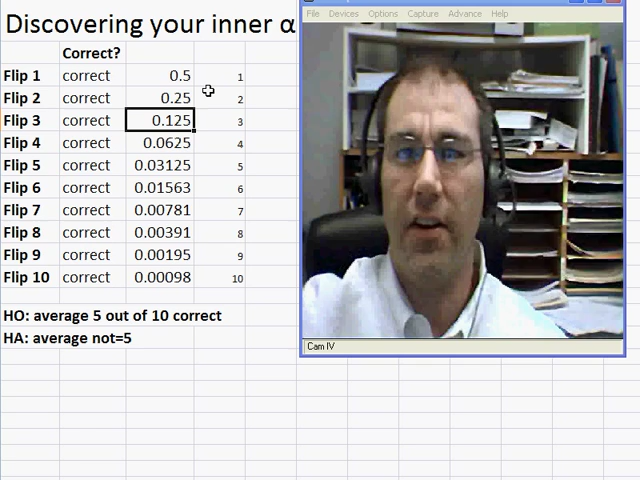 Discovering your inner α
Correct?
Flip 1 correct 0.5 1
Flip 2 correct 0.25 2
Flip 3 correct 0.125 3
Flip 4 correct 0.0625 4
Flip 5 correct 0.03125 5
Flip 6 correct 0.01563 6
Flip 7 correct 0.00781 7
Flip 8 correct 0.00391 8
Flip 9 correct 0.00195 9
Flip 10 correct 0.00098 10
HO: average 5 out of 10 correct
HA: average not=5
File Devices Options Capture Advance Help
Cam IV